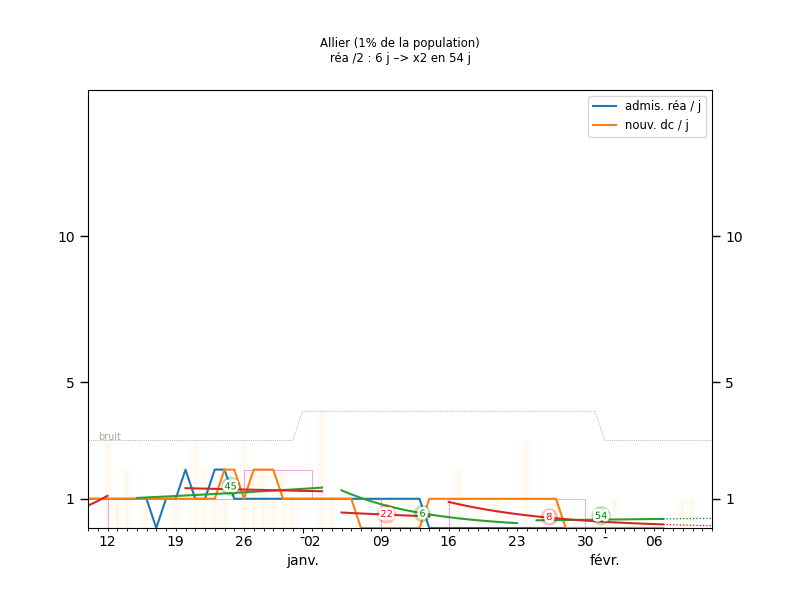 Allier (1% de la population)
réa /2 : 6 j –> x2 en 54 j
admis. réa / j
nouv. dc / j
10 10
5 5
bruit
45
22 6 8 54
1 1
12 19 26 02 09 16 23 30 06
janv. févr.